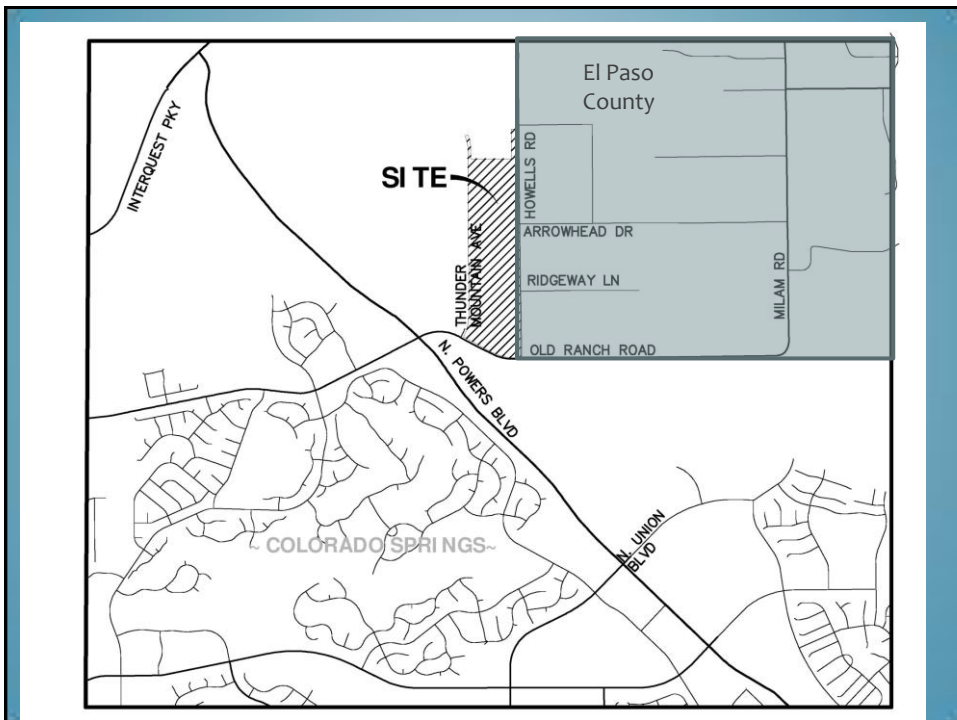 El Paso
County
INTERQUEST PKY
SITE
HOWELLS RD
ARROWHEAD DR
THUNDER
MOUNTAIN AVE
RIDGEWAY LN
MILAM RD
OLD RANCH ROAD
N. POWERS BLVD
~ COLORADO SPRINGS~
N. UNION
BLVD